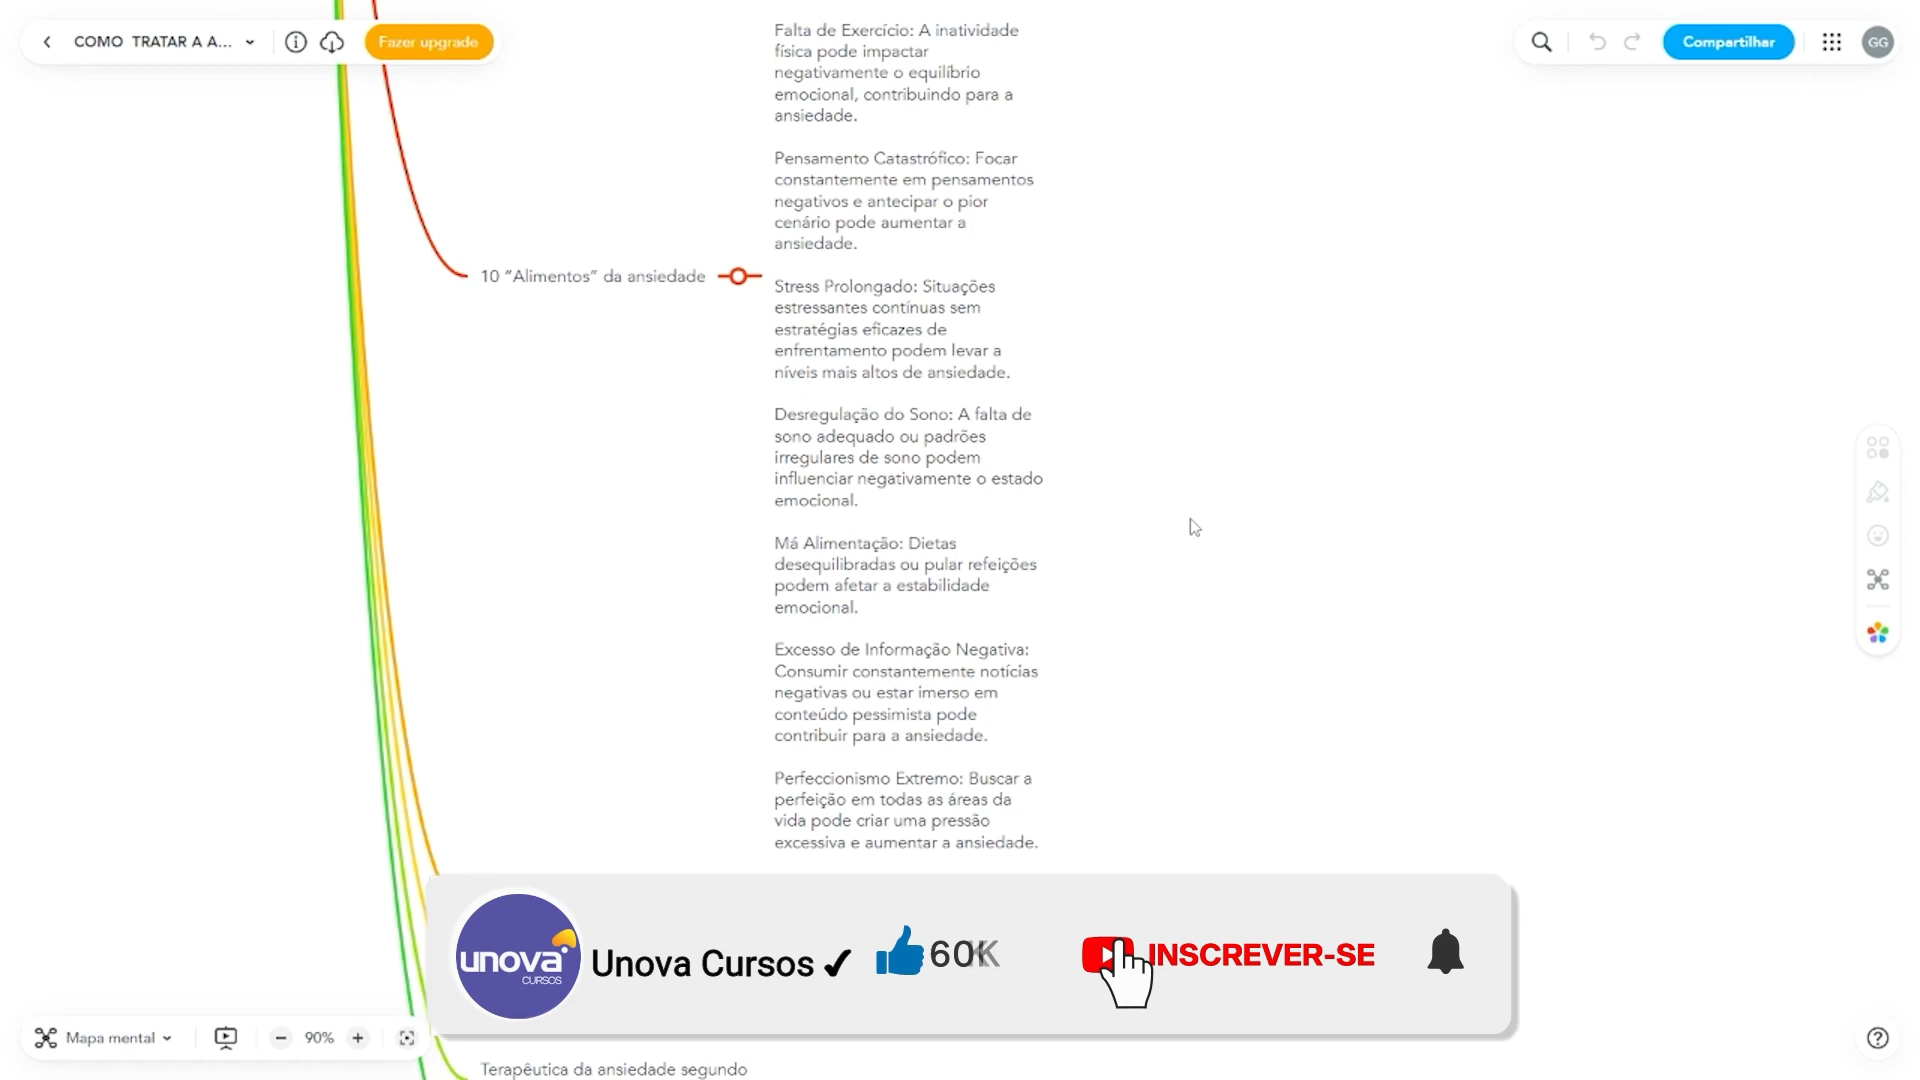 COMO TRATAR A A...
Fazer upgrade
Compartilhar
GG
Falta de Exercício: A inatividade
física pode impactar
negativamente o equilíbrio
emocional, contribuindo para a
ansiedade.
Pensamento Catastrófico: Focar
constantemente em pensamentos
negativos e antecipar o pior
cenário pode aumentar a
ansiedade.
10 “Alimentos” da ansiedade
Stress Prolongado: Situações
estressantes contínuas sem
estratégias eficazes de
enfrentamento podem levar a
níveis mais altos de ansiedade.
Desregulação do Sono: A falta de
sono adequado ou padrões
irregulares de sono podem
influenciar negativamente o estado
emocional.
Má Alimentação: Dietas
desequilibradas ou pular refeições
podem afetar a estabilidade
emocional.
Excesso de Informação Negativa:
Consumir constantemente notícias
negativas ou estar imerso em
conteúdo pessimista pode
contribuir para a ansiedade.
Perfeccionismo Extremo: Buscar a
perfeição em todas as áreas da
vida pode criar uma pressão
excessiva e aumentar a ansiedade.
unova
CURSOS
Unova Cursos
60K
INSCREVER-SE
Mapa mental
90%
Terapêutica da ansiedade segundo